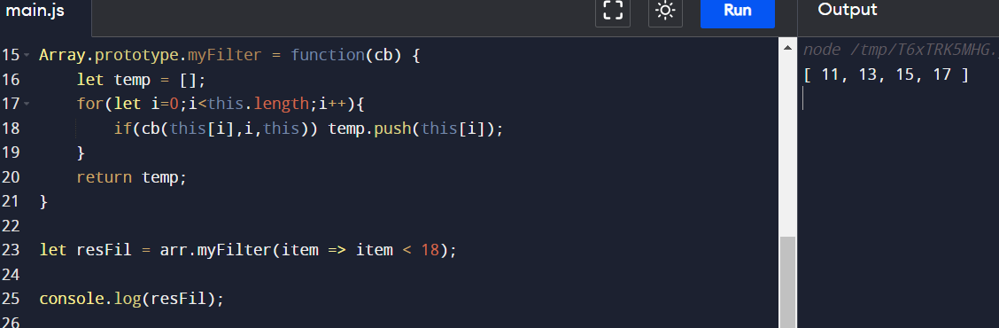 main.js
Run
Output
15 Array.prototype.myFilter = function(cb) {
16 let temp = [];
17 for(let i=0;i<this.length;i++){
18 if(cb(this[i],i,this)) temp.push(this[i]);
19 }
20 return temp;
21 }
22
23 let resFil = arr.myFilter(item => item < 18);
24
25 console.log(resFil);
26
node /tmp/T6xTRK5MHG.
[ 11, 13, 15, 17 ]